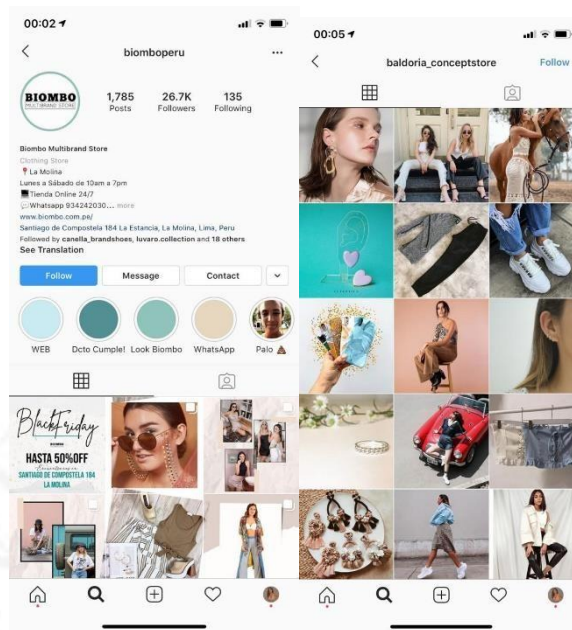 00:02
biomboperu
BIOMBO
MULTIBRAND STORE
1,785
Posts
26.7K
Followers
135
Following
Biombo Multibrand Store
Clothing Store
La Molina
Lunes a Sábado de 10am a 7pm
Tienda Online 24/7
Whatsapp 934242030... more
www.biombo.com.pe/
Santiago de Compostela 184 La Estancia, La Molina, Lima, Peru
Followed by canella_brandshoes, luvaro.collection and 18 others
See Translation
Follow
Message
Contact
WEB
Dcto Cumple!
Look Biombo
WhatsApp
Palo
BlackFriday
HASTA 50%OFF
SANTIAGO DE COMPOSTELA 194
LA MOLINA
00:05
baldoria_conceptstore
Follow